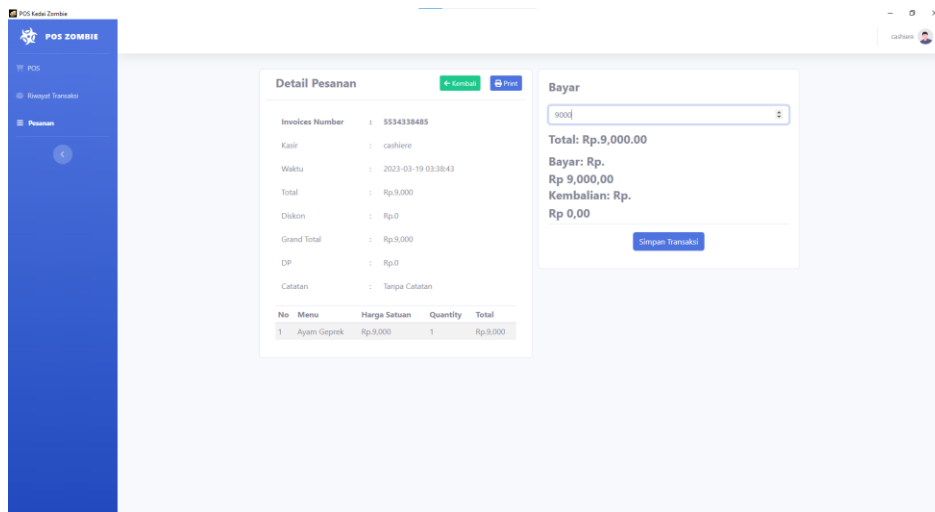 POS Kedai Zombie
POS ZOMBIE
cashiere
POS
Riwayat Transaksi
Pesanan
Detail Pesanan
Kembali
Print
Invoices Number : 5534338485
Kasir : cashiere
Waktu : 2023-03-19 03:38:43
Total : Rp.9,000
Diskon : Rp.0
Grand Total : Rp.9,000
DP : Rp.0
Catatan : Tanpa Catatan
No Menu Harga Satuan Quantity Total
1 Ayam Geprek Rp.9,000 1 Rp.9,000
Bayar
9000
Total: Rp.9,000.00
Bayar: Rp.
Rp 9,000,00
Kembalian: Rp.
Rp 0,00
Simpan Transaksi